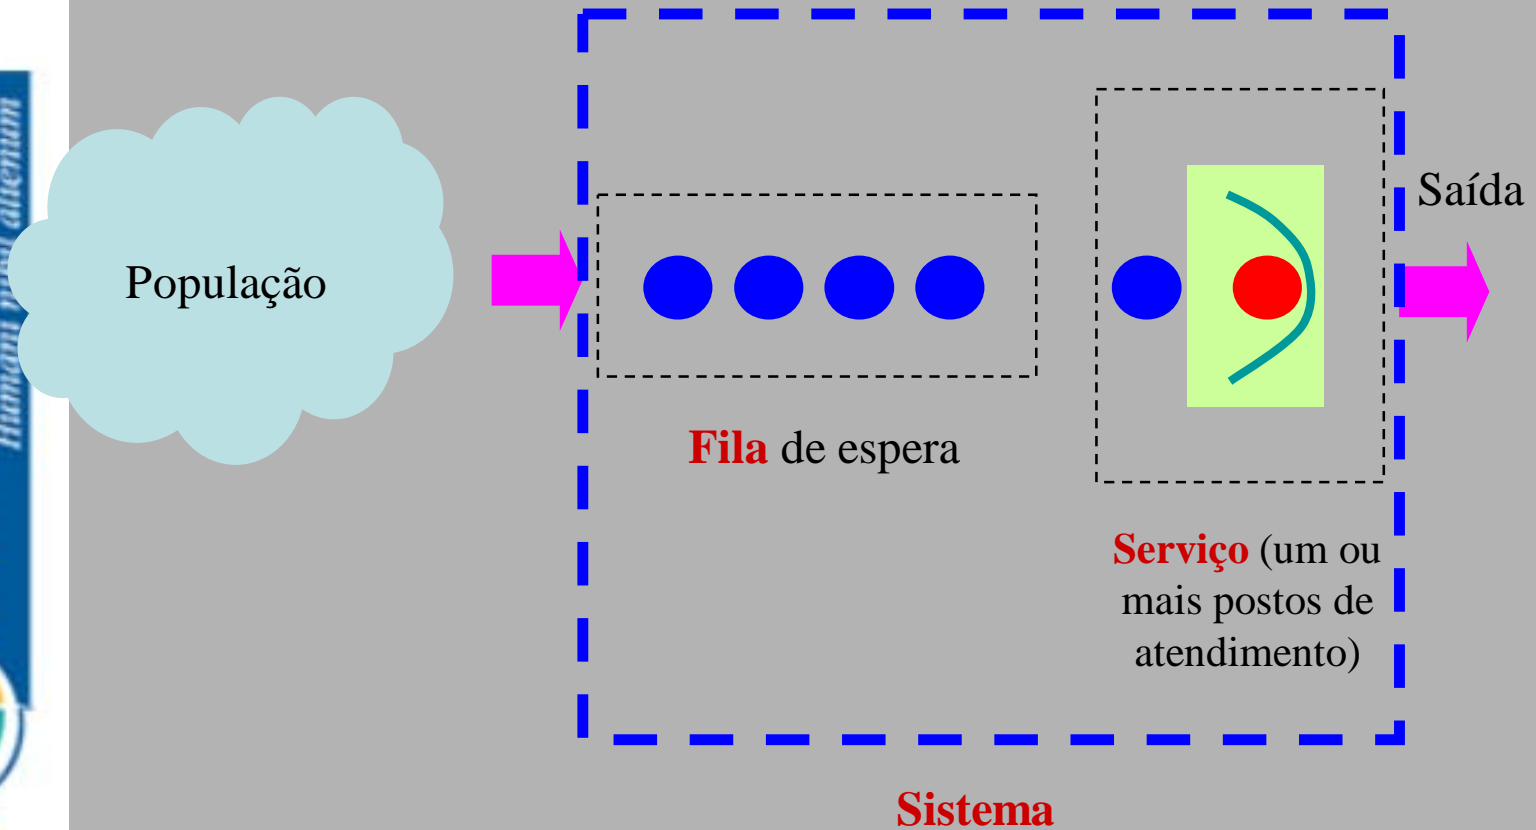 População
Saída
Fila de espera
Serviço (um ou
mais postos de
atendimento)
Sistema